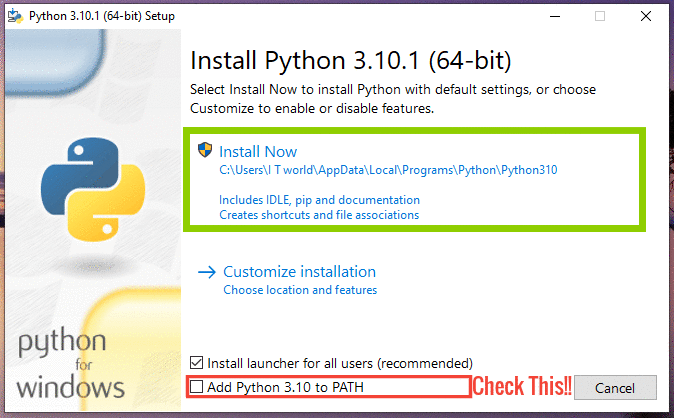 Python 3.10.1 (64-bit) Setup
Install Python 3.10.1 (64-bit)
Select Install Now to install Python with default settings, or choose
Customize to enable or disable features.
Install Now
C:\Users\I T world\AppData\Local\Programs\Python\Python310
Includes IDLE, pip and documentation
Creates shortcuts and file associations
Customize installation
Choose location and features
python
for
windows
Install launcher for all users (recommended)
Add Python 3.10 to PATH
Check This!!
Cancel